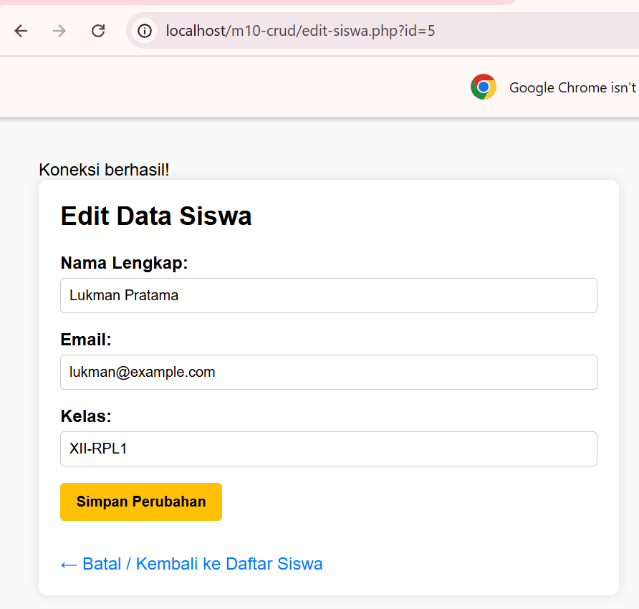 localhost/m10-crud/edit-siswa.php?id=5
Google Chrome isn't
Koneksi berhasil!
Edit Data Siswa
Nama Lengkap:
Lukman Pratama
Email:
lukman@example.com
Kelas:
XII-RPL1
Simpan Perubahan
← Batal / Kembali ke Daftar Siswa